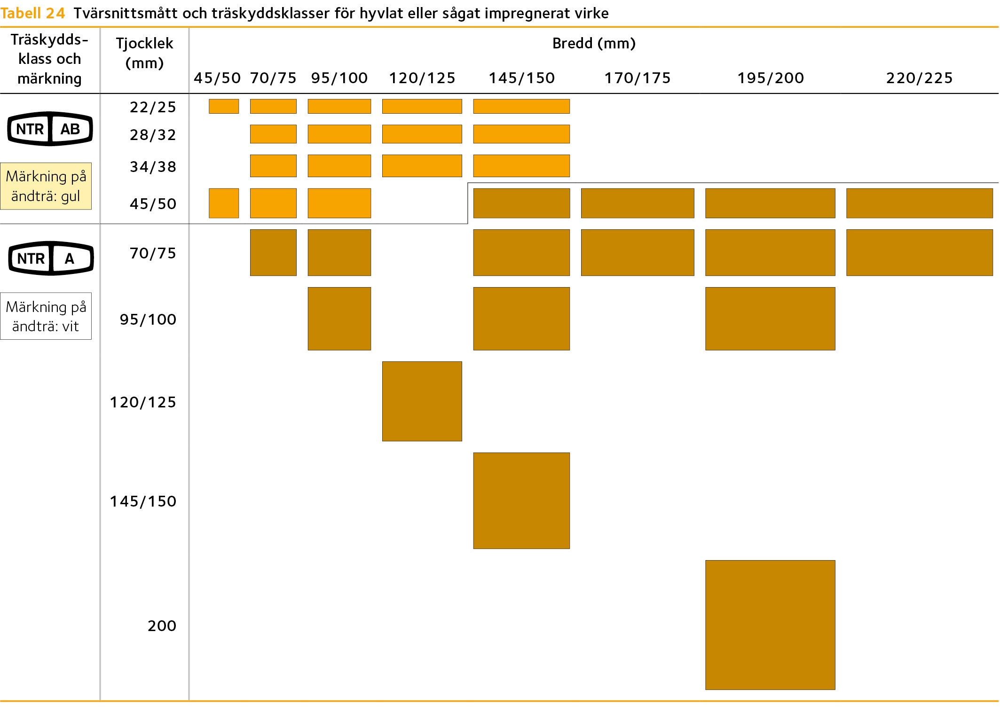 Tabell 24 Tvärsnittsmått och träskyddsklasser för hyvlat eller sågat impregnerat virke
Träskydds-
klass och
märkning
Tjocklek
(mm)
Bredd (mm)
45/50 70/75 95/100 120/125 145/150 170/175 195/200 220/225
NTR AB
Märkning på
ändträ: gul
22/25
28/32
34/38
45/50
NTR A
Märkning på
ändträ: vit
70/75
95/100
120/125
145/150
200